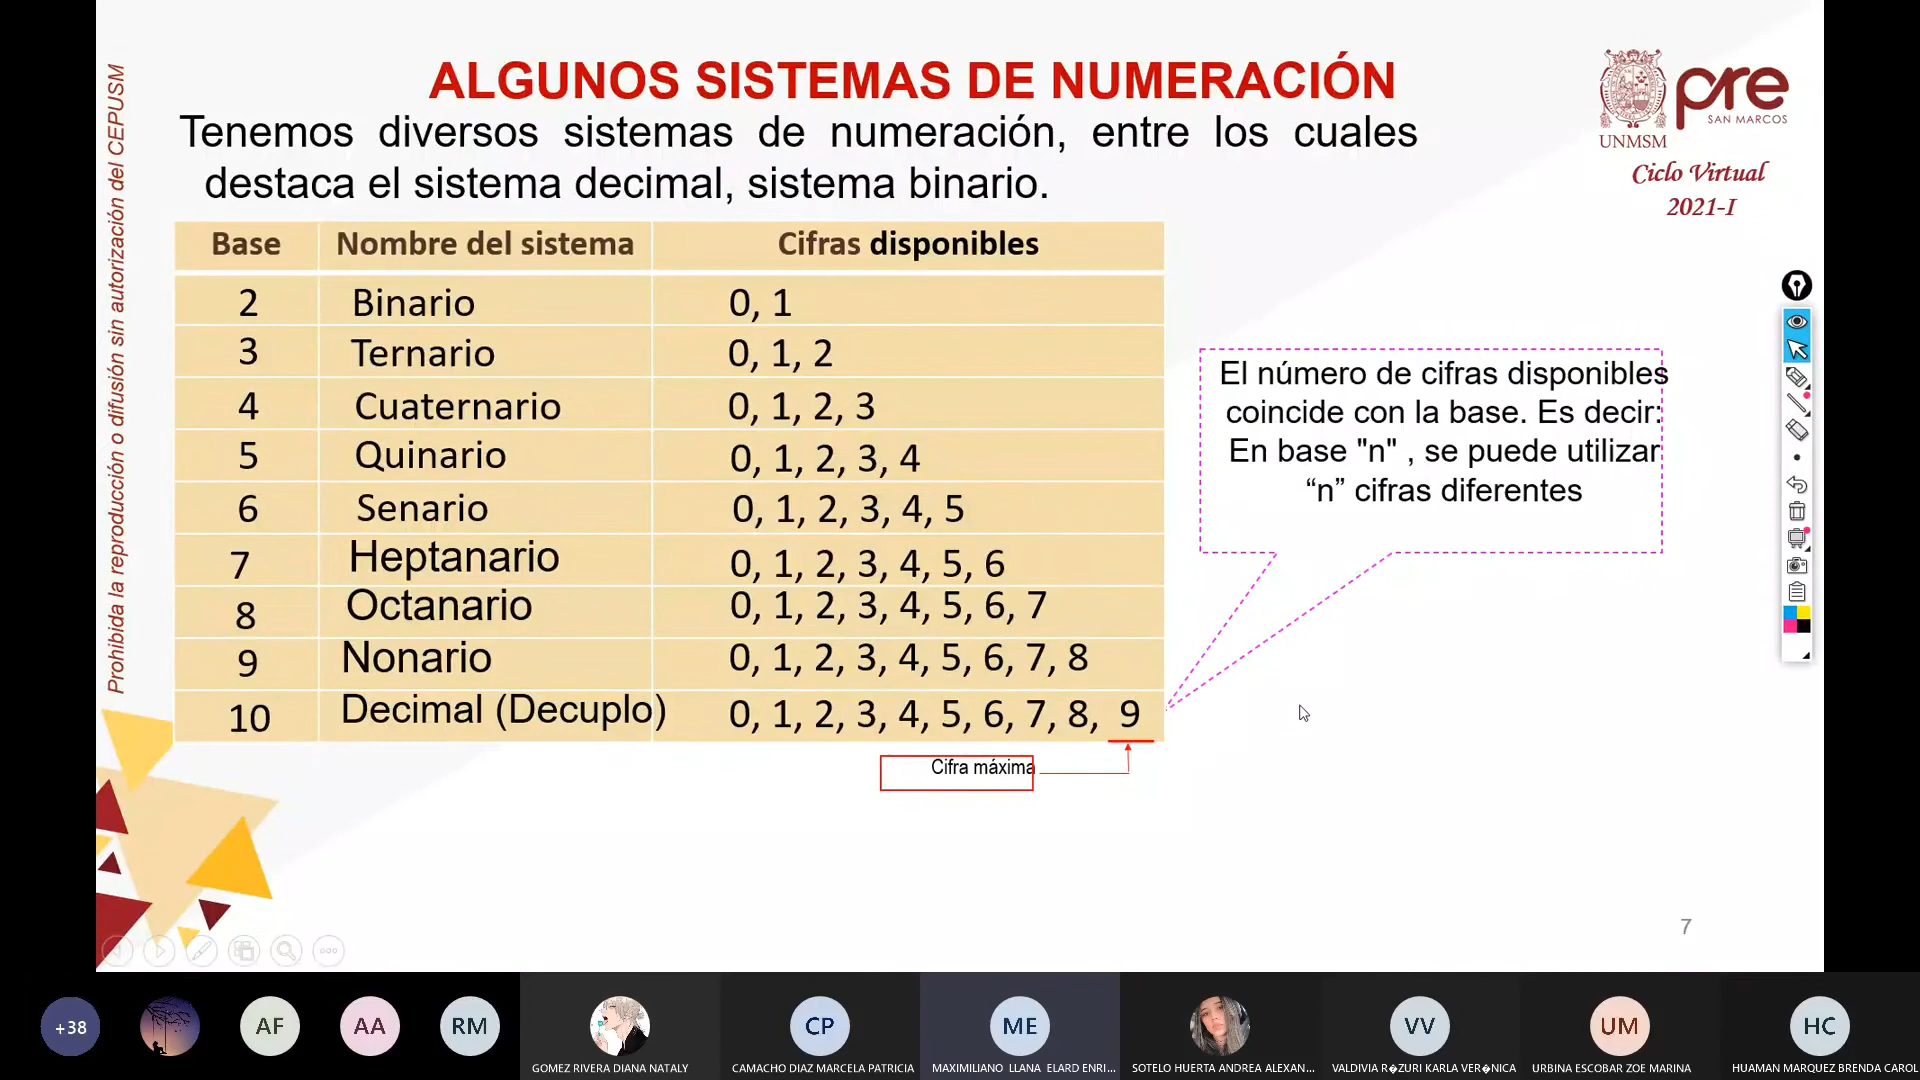 ALGUNOS SISTEMAS DE NUMERACIÓN
Tenemos diversos sistemas de numeración, entre los cuales
destaca el sistema decimal, sistema binario.
UNMSM
pre
SAN MARCOS
Ciclo Virtual
2021-I
Prohibida la reproducción o difusión sin autorización del CEPUSM
Base Nombre del sistema Cifras disponibles
2 Binario 0, 1
3 Ternario 0, 1, 2
4 Cuaternario 0, 1, 2, 3
5 Quinario 0, 1, 2, 3, 4
6 Senario 0, 1, 2, 3, 4, 5
7 Heptanario 0, 1, 2, 3, 4, 5, 6
8 Octanario 0, 1, 2, 3, 4, 5, 6, 7
9 Nonario 0, 1, 2, 3, 4, 5, 6, 7, 8
10 Decimal (Decuplo) 0, 1, 2, 3, 4, 5, 6, 7, 8, 9
Cifra máxima
El número de cifras disponibles
coincide con la base. Es decir:
En base "n" , se puede utilizar
“n” cifras diferentes
7
+38 AF AA RM CP ME VV UM HC
GOMEZ RIVERA DIANA NATALY CAMACHO DIAZ MARCELA PATRICIA MAXIMILIANO LLANA ELARD ENRI... SOTELO HUERTA ANDREA ALEXAN... VALDIVIA R�ZURI KARLA VER�NICA URBINA ESCOBAR ZOE MARINA HUAMAN MARQUEZ BRENDA CAROL